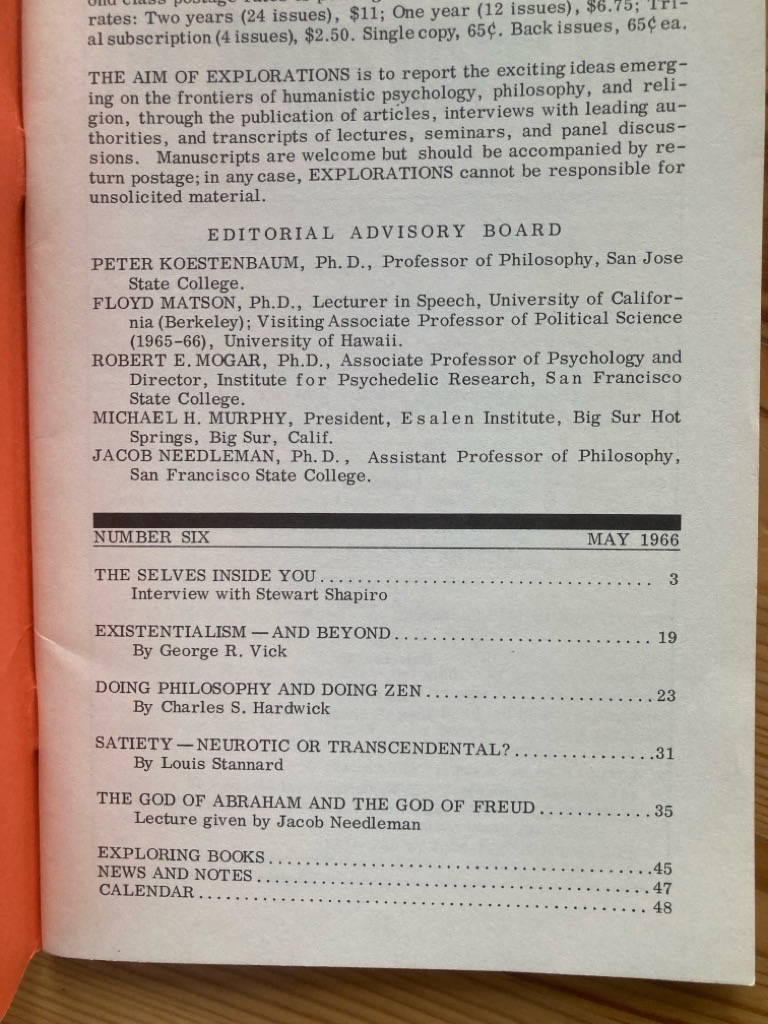 rates: Two years (24 issues), $11; One year (12 issues), $6.75; Tri-
al subscription (4 issues), $2.50. Single copy, 65¢. Back issues, 65¢ ea.
THE AIM OF EXPLORATIONS is to report the exciting ideas emerg-
ing on the frontiers of humanistic psychology, philosophy, and reli-
gion, through the publication of articles, interviews with leading au-
thorities, and transcripts of lectures, seminars, and panel discus-
sions. Manuscripts are welcome but should be accompanied by re-
turn postage; in any case, EXPLORATIONS cannot be responsible for
unsolicited material.
EDITORIAL ADVISORY BOARD
PETER KOESTENBAUM, Ph. D., Professor of Philosophy, San Jose
State College.
FLOYD MATSON, Ph.D., Lecturer in Speech, University of Califor-
nia (Berkeley); Visiting Associate Professor of Political Science
(1965-66), University of Hawaii.
ROBERT E. MOGAR, Ph.D., Associate Professor of Psychology and
Director, Institute for Psychedelic Research, San Francisco
State College.
MICHAEL H. MURPHY, President, Esalen Institute, Big Sur Hot
Springs, Big Sur, Calif.
JACOB NEEDLEMAN, Ph. D., Assistant Professor of Philosophy,
San Francisco State College.
NUMBER SIX MAY 1966
THE SELVES INSIDE YOU.................................. 3
Interview with Stewart Shapiro
EXISTENTIALISM — AND BEYOND.......................... 19
By George R. Vick
DOING PHILOSOPHY AND DOING ZEN.......................23
By Charles S. Hardwick
SATIETY — NEUROTIC OR TRANSCENDENTAL?..............31
By Louis Stannard
THE GOD OF ABRAHAM AND THE GOD OF FREUD............35
Lecture given by Jacob Needleman
EXPLORING BOOKS.......................................45
NEWS AND NOTES........................................47
CALENDAR.............................................. 48